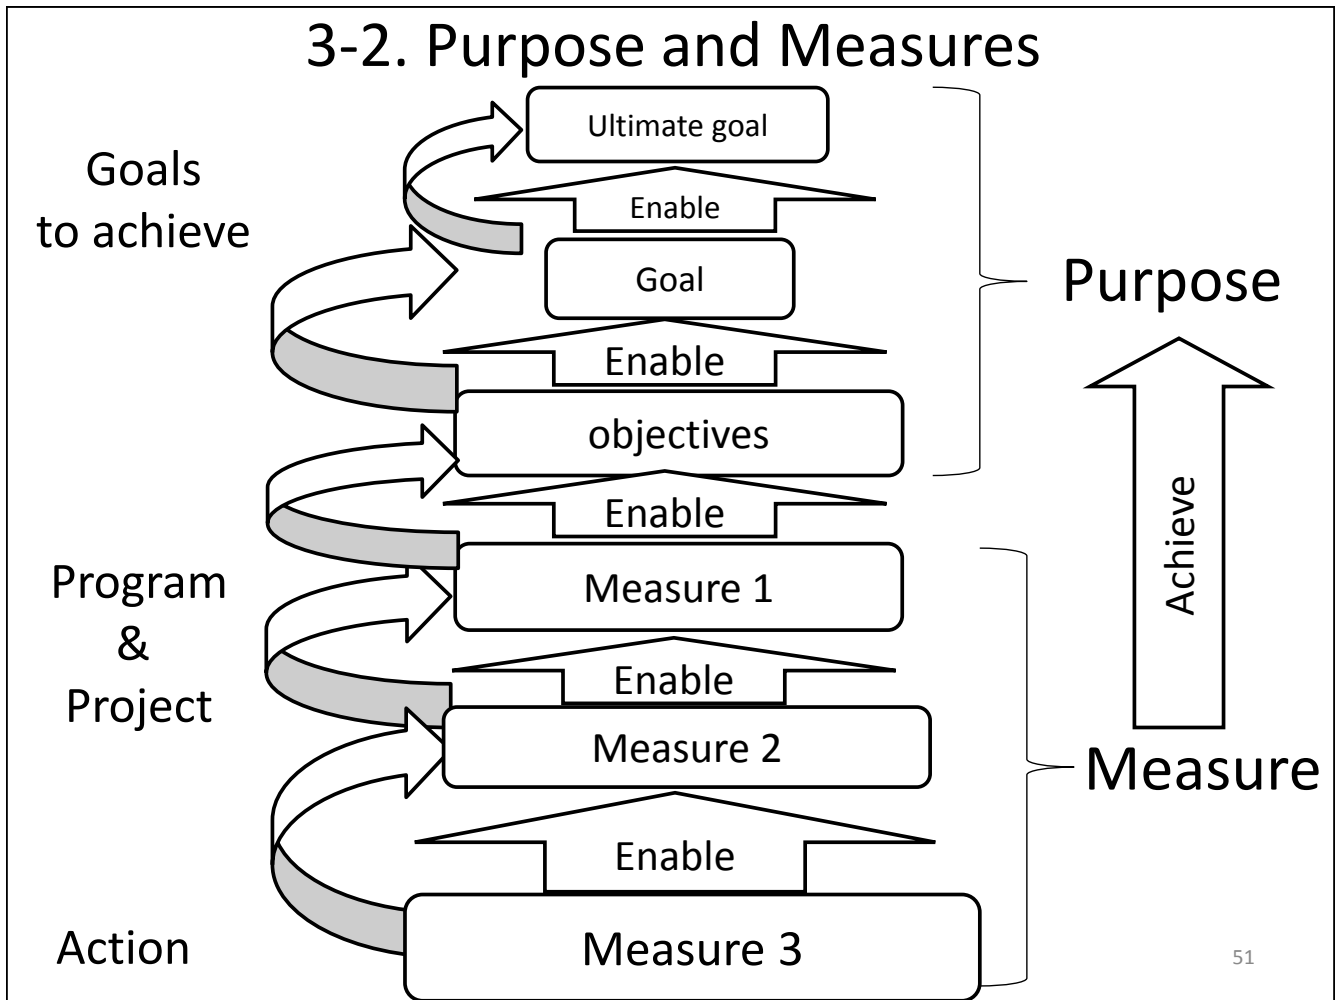 3-2. Purpose and Measures
Ultimate goal
Goals
to achieve
Enable
Goal
Purpose
Enable
objectives
Enable
Achieve
Program
&
Project
Measure 1
Enable
Measure 2
Measure
Enable
Action
Measure 3
51